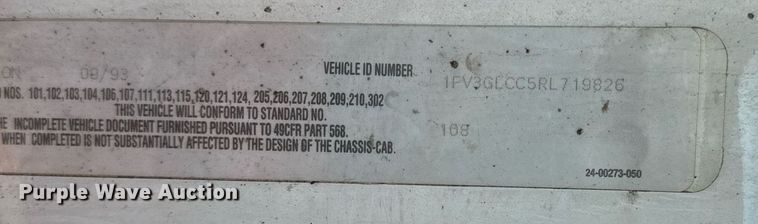 ON 08/93 VEHICLE ID NUMBER 1FV3GLCC5RL719826
NOS. 101,102,103,104,106,107,111,113,115,120,121,124, 205,206,207,208,209,210,302
THIS VEHICLE WILL CONFORM TO STANDARD NO. 108
THE INCOMPLETE VEHICLE DOCUMENT FURNISHED PURSUANT TO 49CFR PART 568.
WHEN COMPLETED IS NOT SUBSTANTIALLY AFFECTED BY THE DESIGN OF THE CHASSIS-CAB.
24-00273-050
Purple Wave Auction